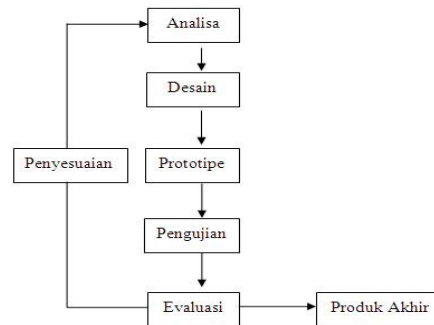 Analisa
Desain
Penyesuaian
Prototipe
Pengujian
Evaluasi
Produk Akhir